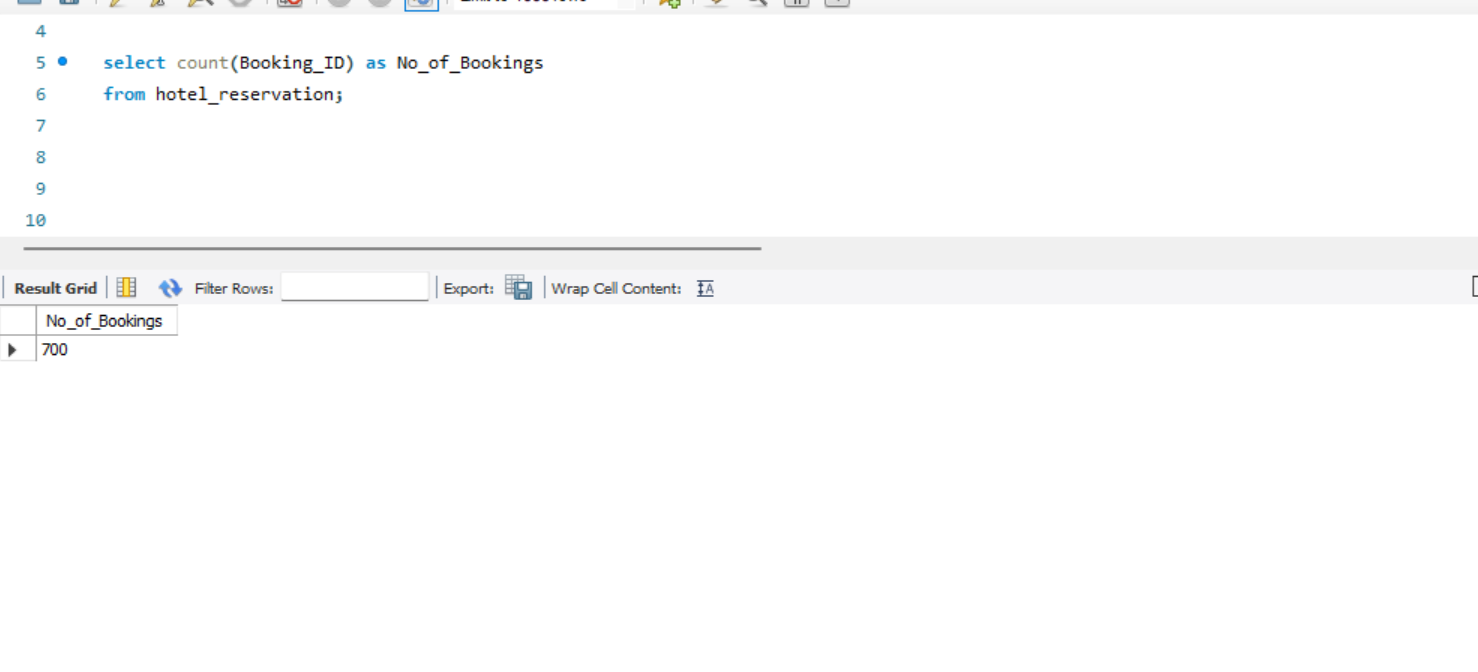 4
5 select count(Booking_ID) as No_of_Bookings
6 from hotel_reservation;
7
8
9
10
Result Grid Filter Rows: Export: Wrap Cell Content:
No_of_Bookings
700